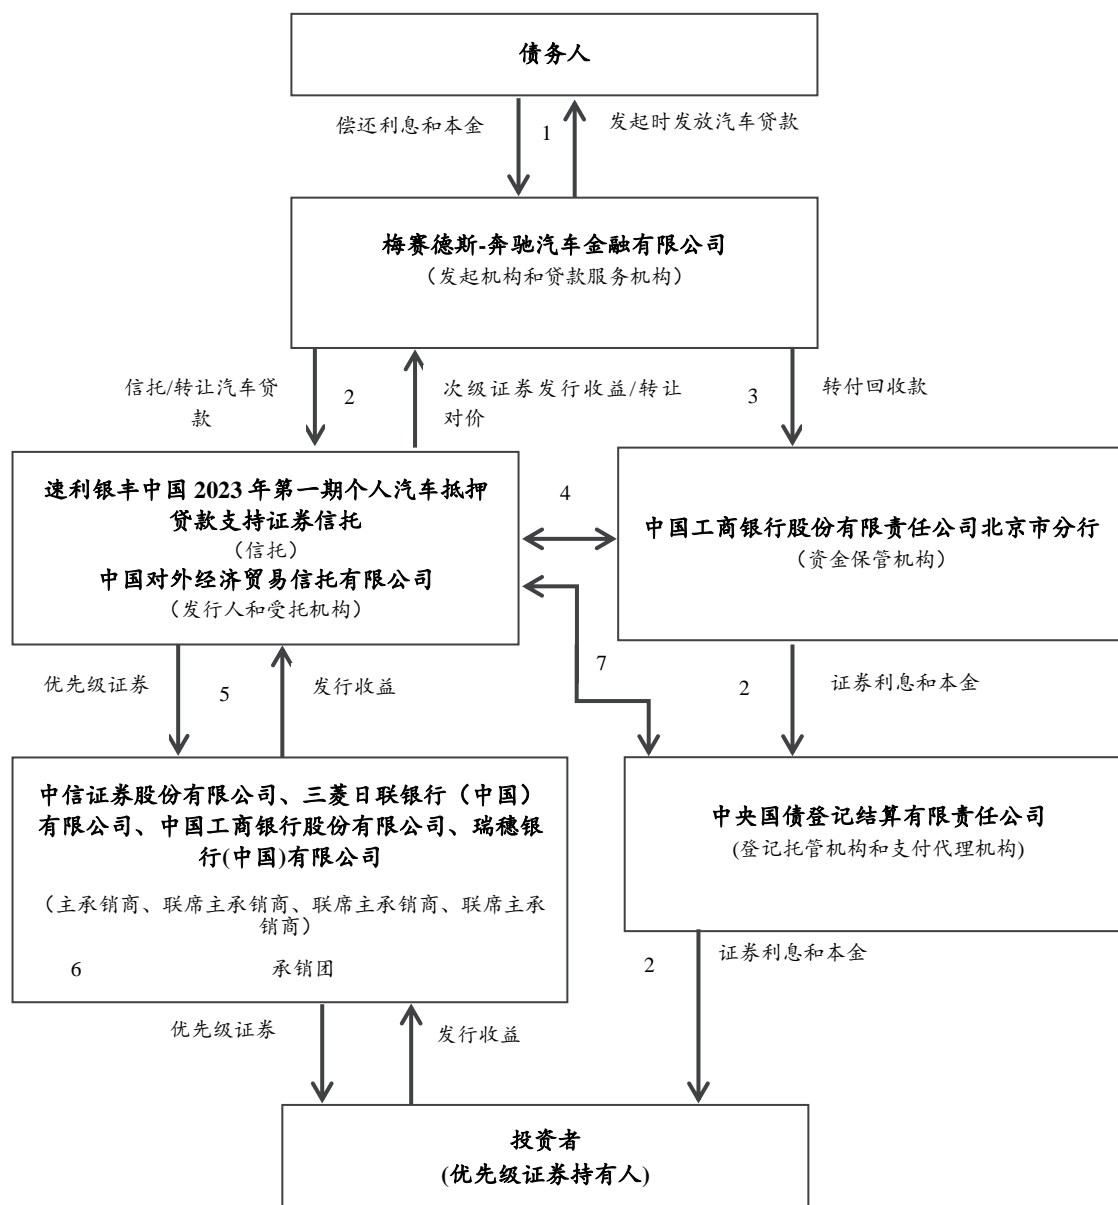 债务人
偿还利息和本金
1
发起时发放汽车贷款
梅赛德斯-奔驰汽车金融有限公司
（发起机构和贷款服务机构）
信托/转让汽车贷
款
2
次级证券发行收益/转让
对价
3
转付回收款
速利银丰中国 2023 年第一期个人汽车抵押
贷款支持证券信托
（信托）
中国对外经济贸易信托有限公司
（发行人和受托机构）
4
中国工商银行股份有限责任公司北京市分行
（资金保管机构）
优先级证券
5
发行收益
7
2
证券利息和本金
中信证券股份有限公司、三菱日联银行（中国）
有限公司、中国工商银行股份有限公司、瑞穗银
行(中国)有限公司
（主承销商、联席主承销商、联席主承销商、联席主承
销商）
6
承销团
中央国债登记结算有限责任公司
(登记托管机构和支付代理机构)
优先级证券
发行收益
2
证券利息和本金
投资者
(优先级证券持有人)